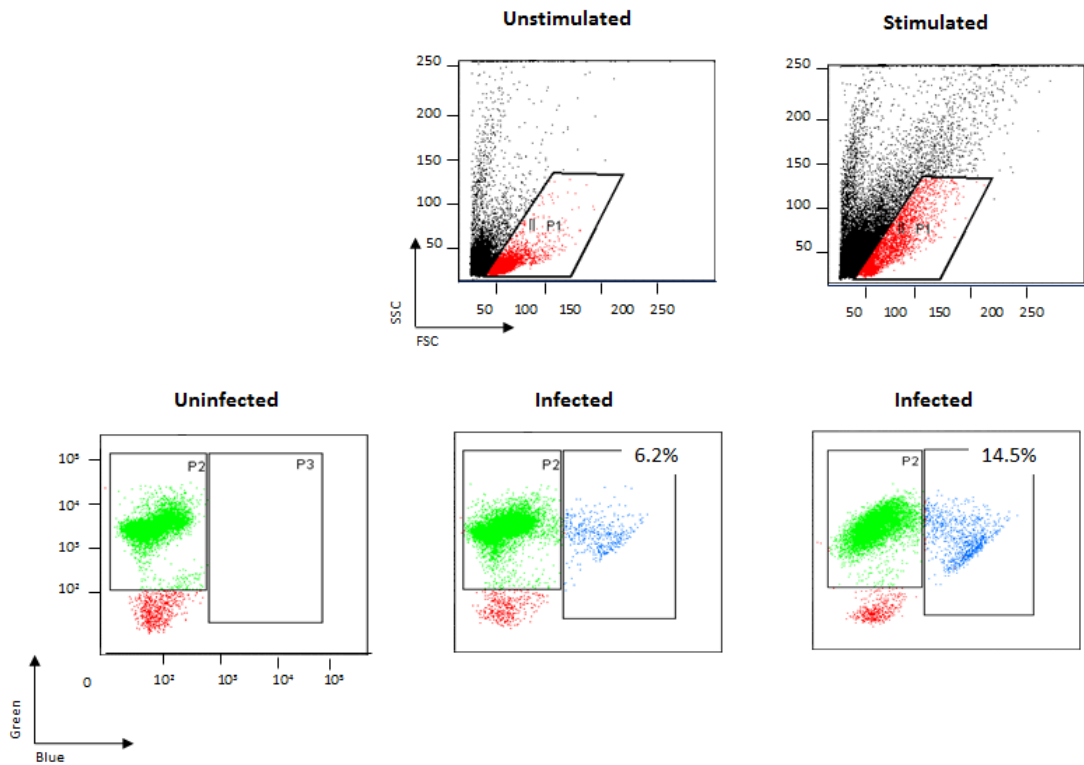 Unstimulated
Stimulated
250
200
150
100
50
P1
50 100 150 200 250
SSC
FSC
250
200
150
100
50
P1
50 100 150 200 250
Uninfected
Infected
Infected
10⁵
10⁴
10³
10²
P2
P3
0
10²
10³
10⁴
10⁵
Green
Blue
P2
6.2%
P2
14.5%